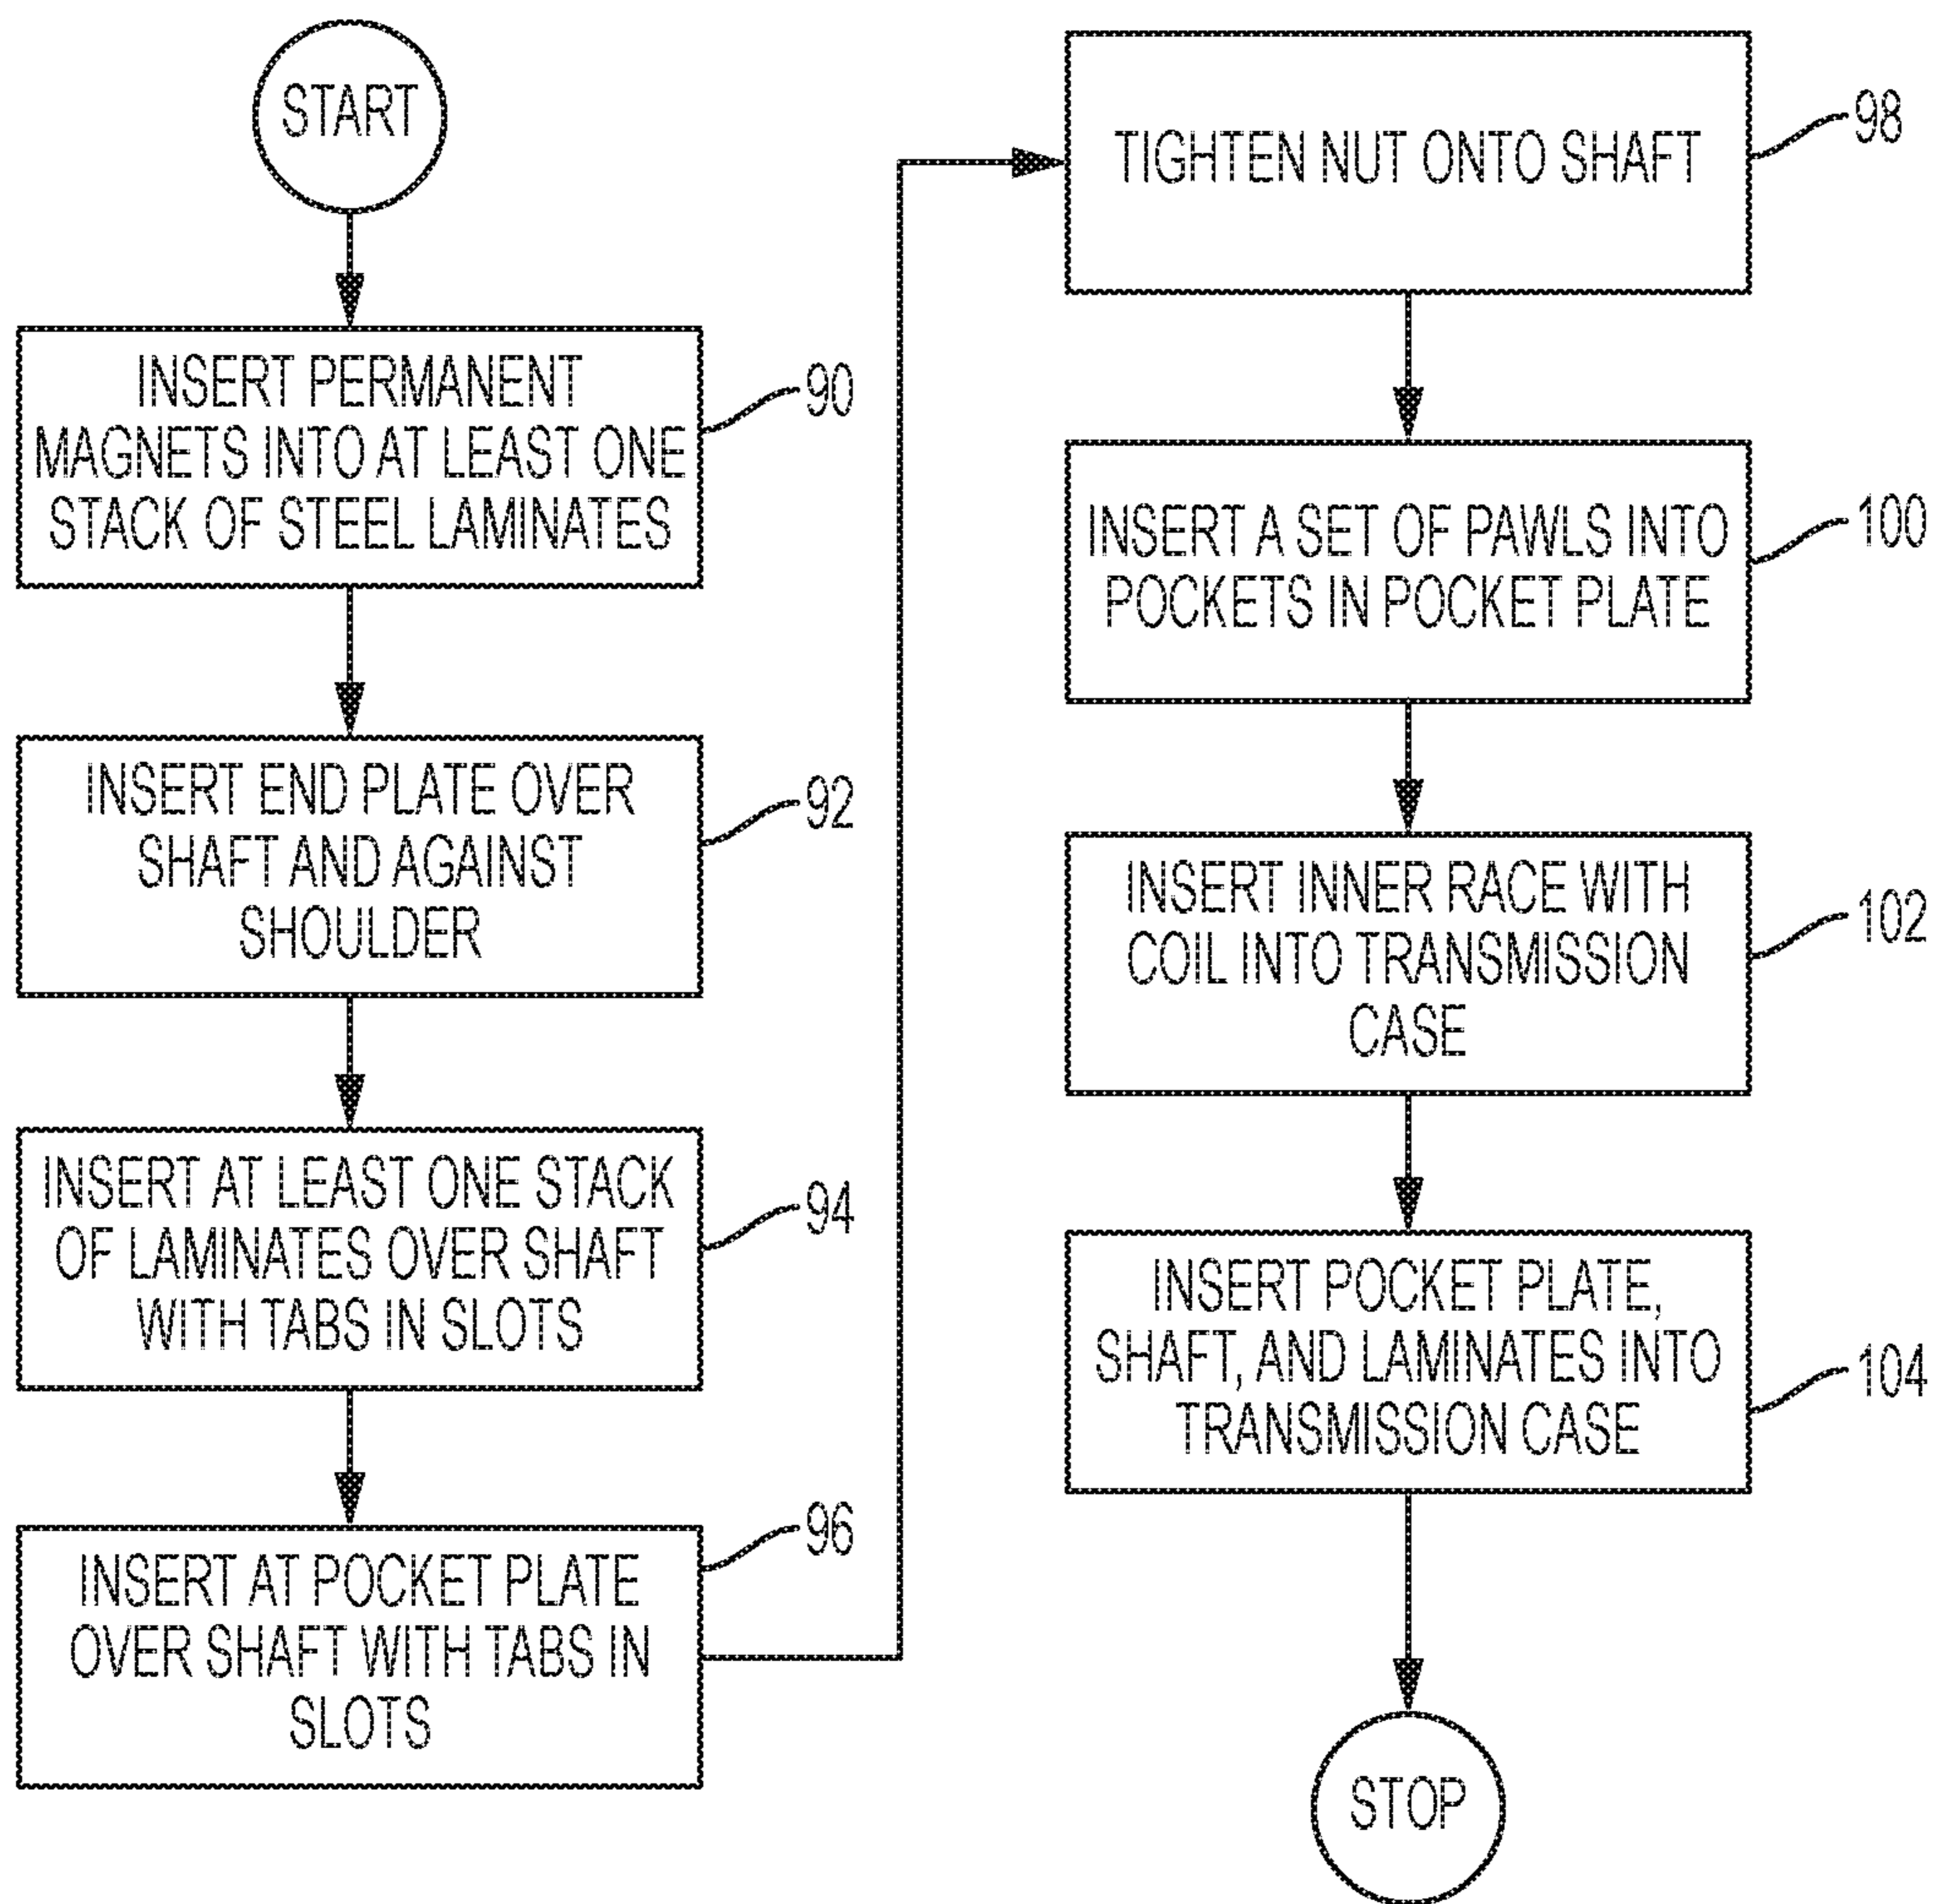 START
INSERT PERMANENT
MAGNETS INTO AT LEAST ONE
STACK OF STEEL LAMINATES
90
INSERT END PLATE OVER
SHAFT AND AGAINST
SHOULDER
92
INSERT AT LEAST ONE STACK
OF LAMINATES OVER SHAFT
WITH TABS IN SLOTS
94
INSERT AT POCKET PLATE
OVER SHAFT WITH TABS IN
SLOTS
96
TIGHTEN NUT ONTO SHAFT
98
INSERT A SET OF PAWLS INTO
POCKETS IN POCKET PLATE
100
INSERT INNER RACE WITH
COIL INTO TRANSMISSION
CASE
102
INSERT POCKET PLATE,
SHAFT, AND LAMINATES INTO
TRANSMISSION CASE
104
STOP